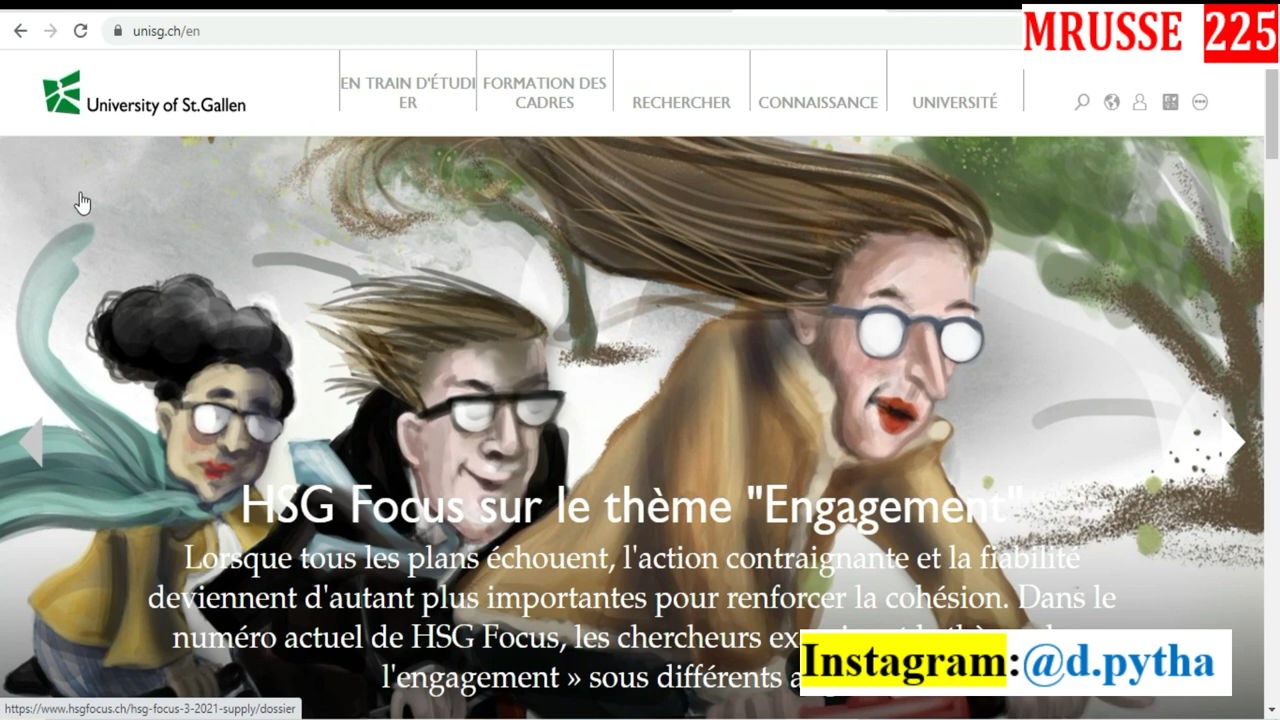 unisg.ch/en
MRUSSE 225
University of St.Gallen
EN TRAIN D'ÉTUDI
ER
FORMATION DES
CADRES
RECHERCHER
CONNAISSANCE
UNIVERSITÉ
HSG Focus sur le thème "Engagement"
Lorsque tous les plans échouent, l'action contraignante et la fiabilité
deviennent d'autant plus importantes pour renforcer la cohésion. Dans le
numéro actuel de HSG Focus, les chercheurs
l'engagement » sous différents
Instagram:@d.pytha
https://www.hsgfocus.ch/hsg-focus-3-2021-supply/dossier